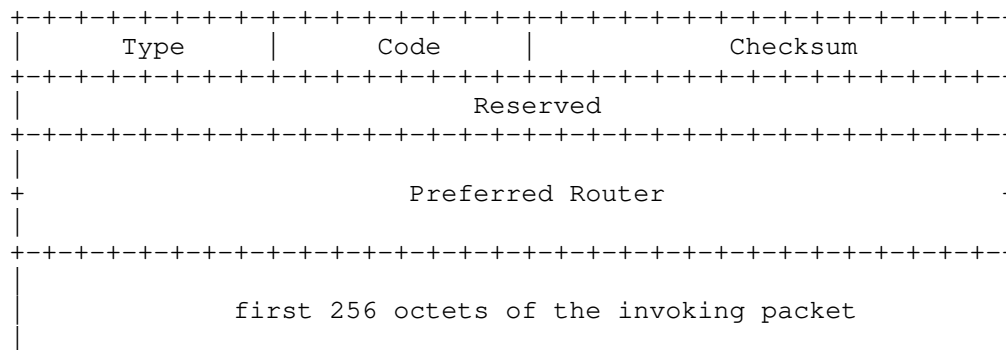 +-+-+-+-+-+-+-+-+-+-+-+-+-+-+-+-+-+-+-+-+-+-+-+-+-+-+-+-+-+-+-+-
| Type | Code | Checksum
+-+-+-+-+-+-+-+-+-+-+-+-+-+-+-+-+-+-+-+-+-+-+-+-+-+-+-+-+-+-+-+-
| Reserved
+-+-+-+-+-+-+-+-+-+-+-+-+-+-+-+-+-+-+-+-+-+-+-+-+-+-+-+-+-+-+-+-
|
+ Preferred Router -
|
+-+-+-+-+-+-+-+-+-+-+-+-+-+-+-+-+-+-+-+-+-+-+-+-+-+-+-+-+-+-+-+-
|
| first 256 octets of the invoking packet
|